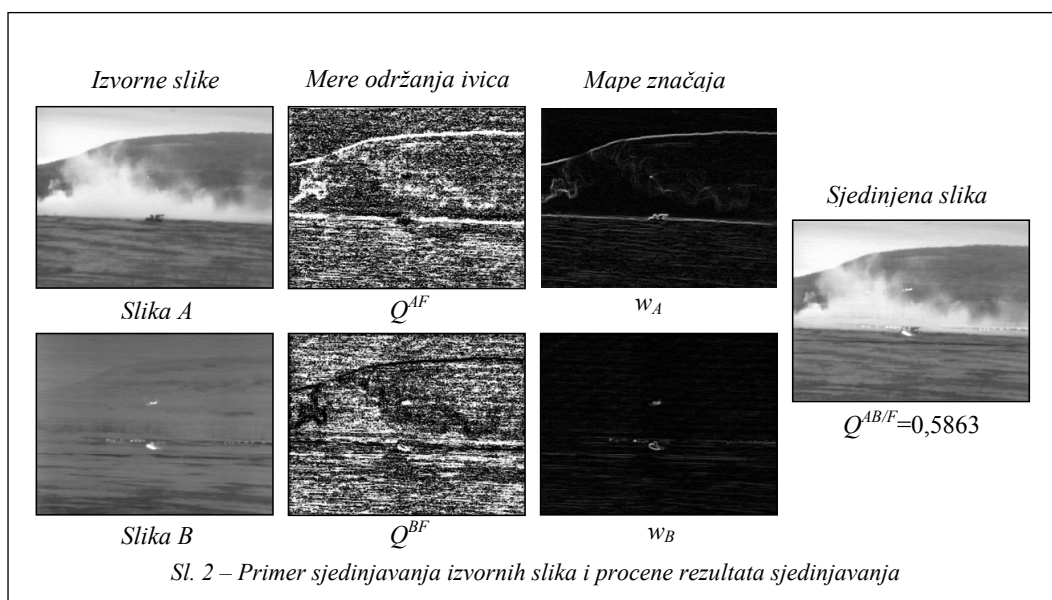 Izvorne slike
Mere održanja ivica
Mape značaja
Sjedinjena slika
Slika A
Q^AF
w_A
Q^AB/F=0,5863
Slika B
Q^BF
w_B
Sl. 2 – Primer sjedinjavanja izvornih slika i procene rezultata sjedinjavanja